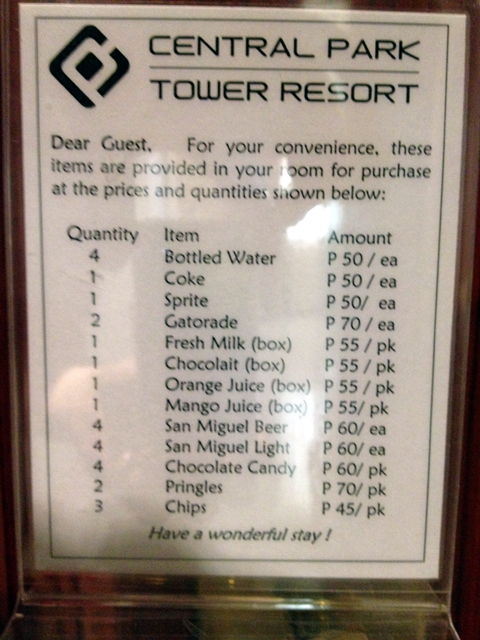 CENTRAL PARK
TOWER RESORT
Dear Guest, For your convenience, these
items are provided in your room for purchase
at the prices and quantities shown below:
Quantity Item Amount
4 Bottled Water P 50 / ea
1 Coke P 50 / ea
1 Sprite P 50/ ea
2 Gatorade P 70 / ea
1 Fresh Milk (box) P 55 / pk
1 Chocolait (box) P 55 / pk
1 Orange Juice (box) P 55 / pk
1 Mango Juice (box) P 55/ pk
4 San Miguel Beer P 60/ ea
4 San Miguel Light P 60/ ea
4 Chocolate Candy P 60/ pk
2 Pringles P 70/ pk
3 Chips P 45/ pk
Have a wonderful stay !